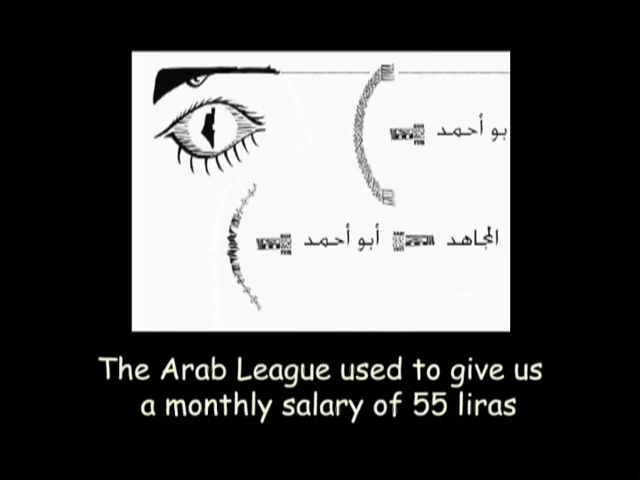 بو أحمد
المجاهد أبو أحمد
The Arab League used to give us
a monthly salary of 55 liras